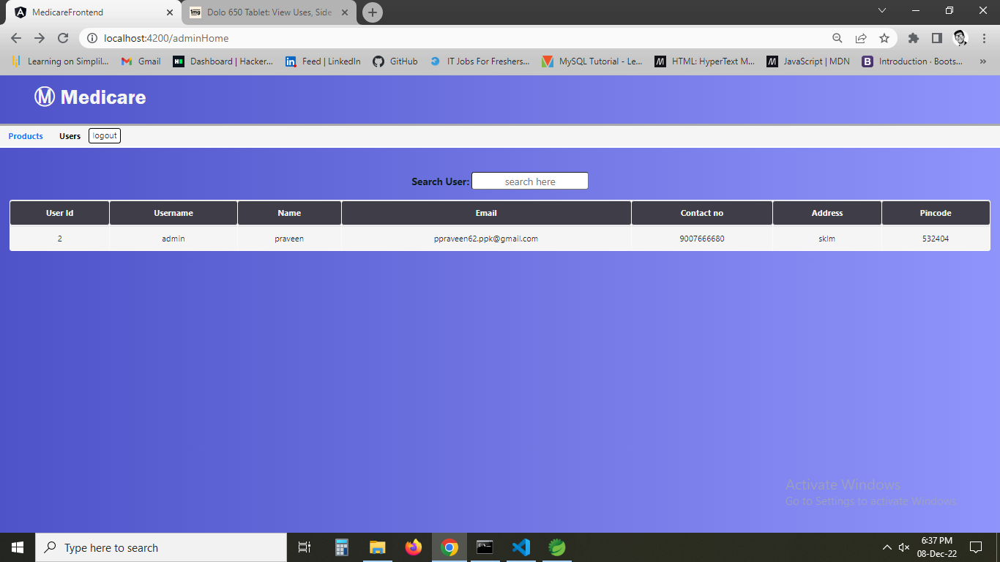 MedicareFrontend
1mg Dolo 650 Tablet: View Uses, Side
localhost:4200/adminHome
Learning on Simplil... Gmail Dashboard | Hacker... Feed | LinkedIn GitHub IT Jobs For Freshers... MySQL Tutorial - Le... HTML: HyperText M... JavaScript | MDN Introduction · Boots... »
Ⓜ Medicare
Products Users logout
Search User: search here
User Id Username Name Email Contact no Address Pincode
2 admin praveen ppraveen62.ppk@gmail.com 9007666680 sklm 532404
Activate Windows
Go to Settings to activate Windows.
Type here to search
6:37 PM
08-Dec-22